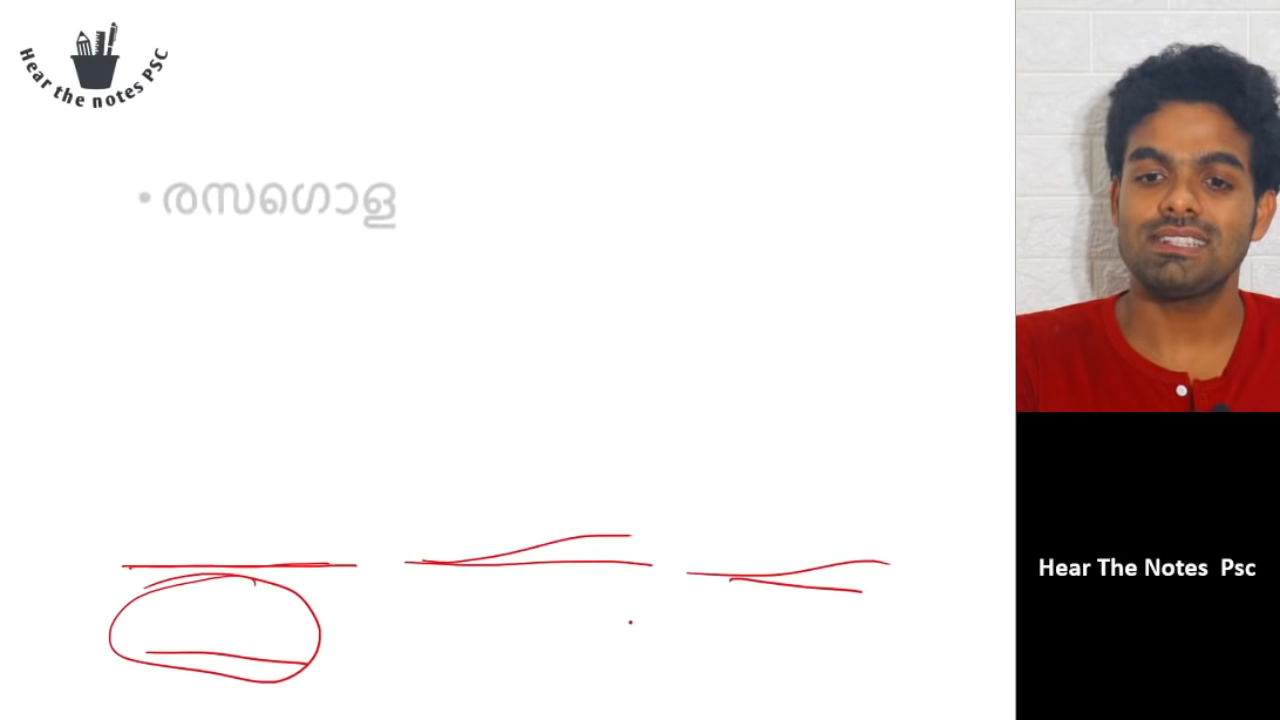 Hear the notes PSC
• രസഗൊള
Hear The Notes Psc